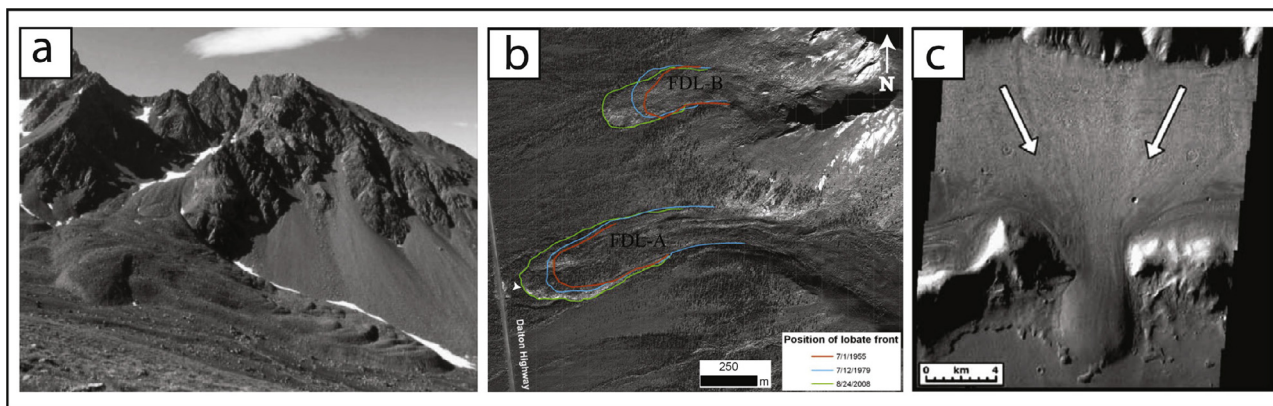 a
b
FDL-B
N
FDL-A
Dalton Highway
250
m
Position of lobate front
7/1/1955
7/12/1979
8/24/2008
c
0 km 4